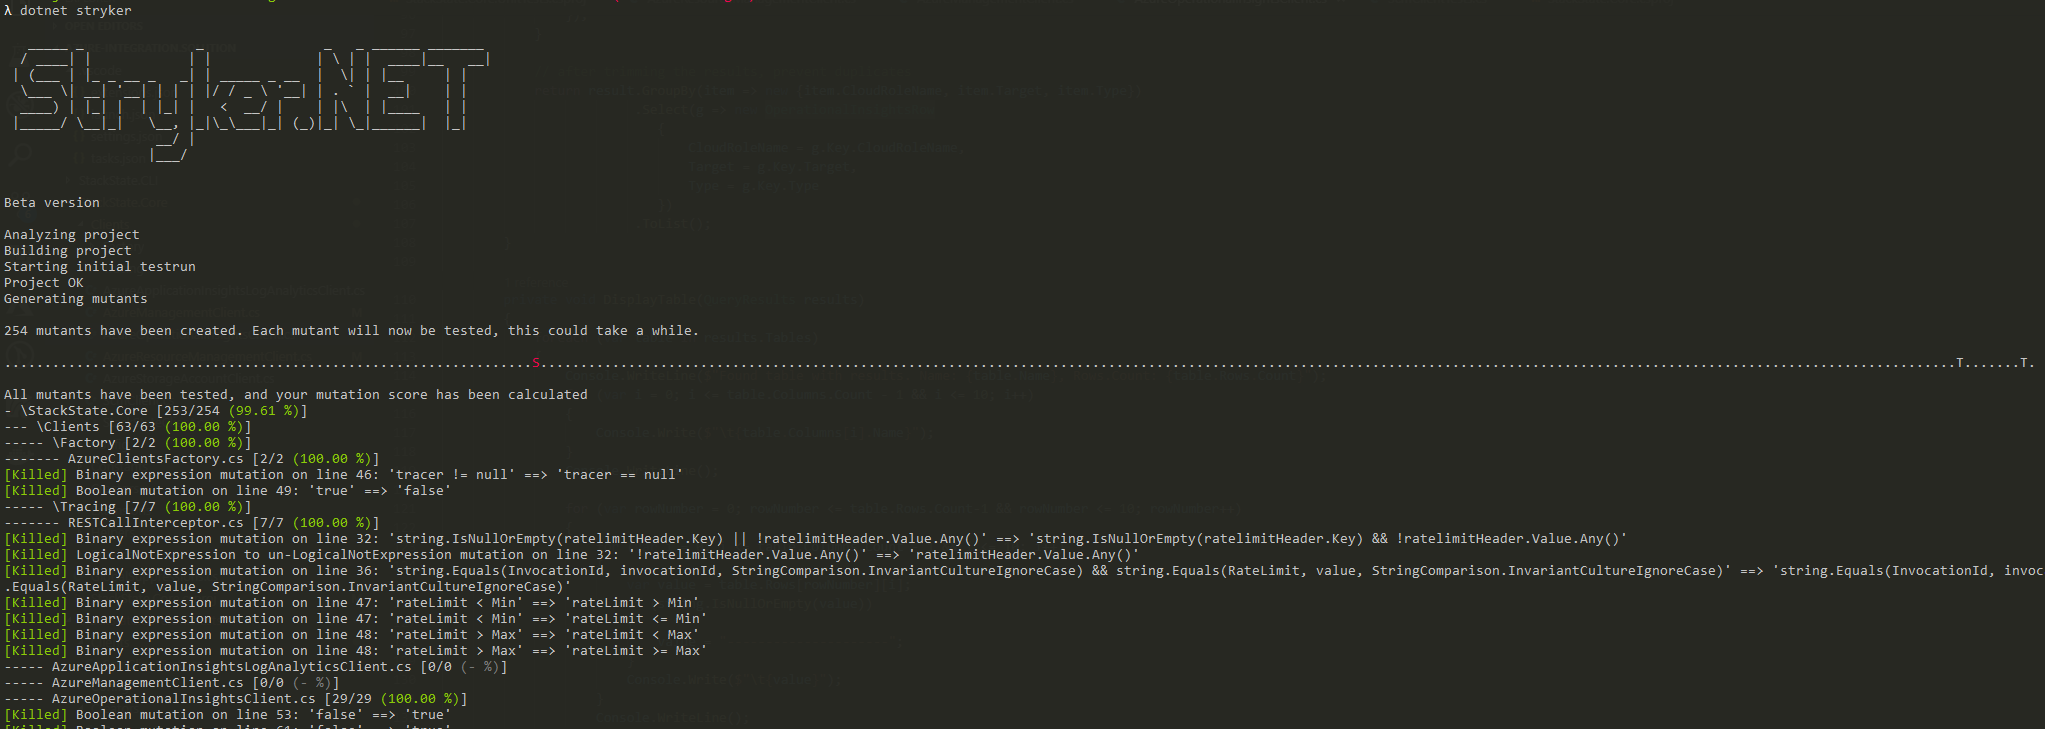 λ dotnet stryker
Stryker.NET
Beta version
Analyzing project
Building project
Starting initial testrun
Project OK
Generating mutants
254 mutants have been created. Each mutant will now be tested, this could take a while.
All mutants have been tested, and your mutation score has been calculated
- \StackState.Core [253/254 (99.61 %)]
--- \Clients [63/63 (100.00 %)]
----- \Factory [2/2 (100.00 %)]
------- AzureClientsFactory.cs [2/2 (100.00 %)]
[Killed] Binary expression mutation on line 46: 'tracer != null' ==> 'tracer == null'
[Killed] Boolean mutation on line 49: 'true' ==> 'false'
----- \Tracing [7/7 (100.00 %)]
------- RESTCallInterceptor.cs [7/7 (100.00 %)]
[Killed] Binary expression mutation on line 32: 'string.IsNullOrEmpty(ratelimitHeader.Key) || !ratelimitHeader.Value.Any()' ==> 'string.IsNullOrEmpty(ratelimitHeader.Key) && !ratelimitHeader.Value.Any()'
[Killed] LogicalNotExpression to un-LogicalNotExpression mutation on line 32: '!ratelimitHeader.Value.Any()' ==> 'ratelimitHeader.Value.Any()'
[Killed] Binary expression mutation on line 36: 'string.Equals(InvocationId, invocationId, StringComparison.InvariantCultureIgnoreCase) && string.Equals(RateLimit, value, StringComparison.InvariantCultureIgnoreCase)' ==> 'string.Equals(InvocationId, invoc
.Equals(RateLimit, value, StringComparison.InvariantCultureIgnoreCase)'
[Killed] Binary expression mutation on line 47: 'rateLimit < Min' ==> 'rateLimit > Min'
[Killed] Binary expression mutation on line 47: 'rateLimit < Min' ==> 'rateLimit <= Min'
[Killed] Binary expression mutation on line 48: 'rateLimit > Max' ==> 'rateLimit < Max'
[Killed] Binary expression mutation on line 48: 'rateLimit > Max' ==> 'rateLimit >= Max'
----- AzureApplicationInsightsLogAnalyticsClient.cs [0/0 (- %)]
----- AzureManagementClient.cs [0/0 (- %)]
----- AzureOperationalInsightsClient.cs [29/29 (100.00 %)]
[Killed] Boolean mutation on line 53: 'false' ==> 'true'